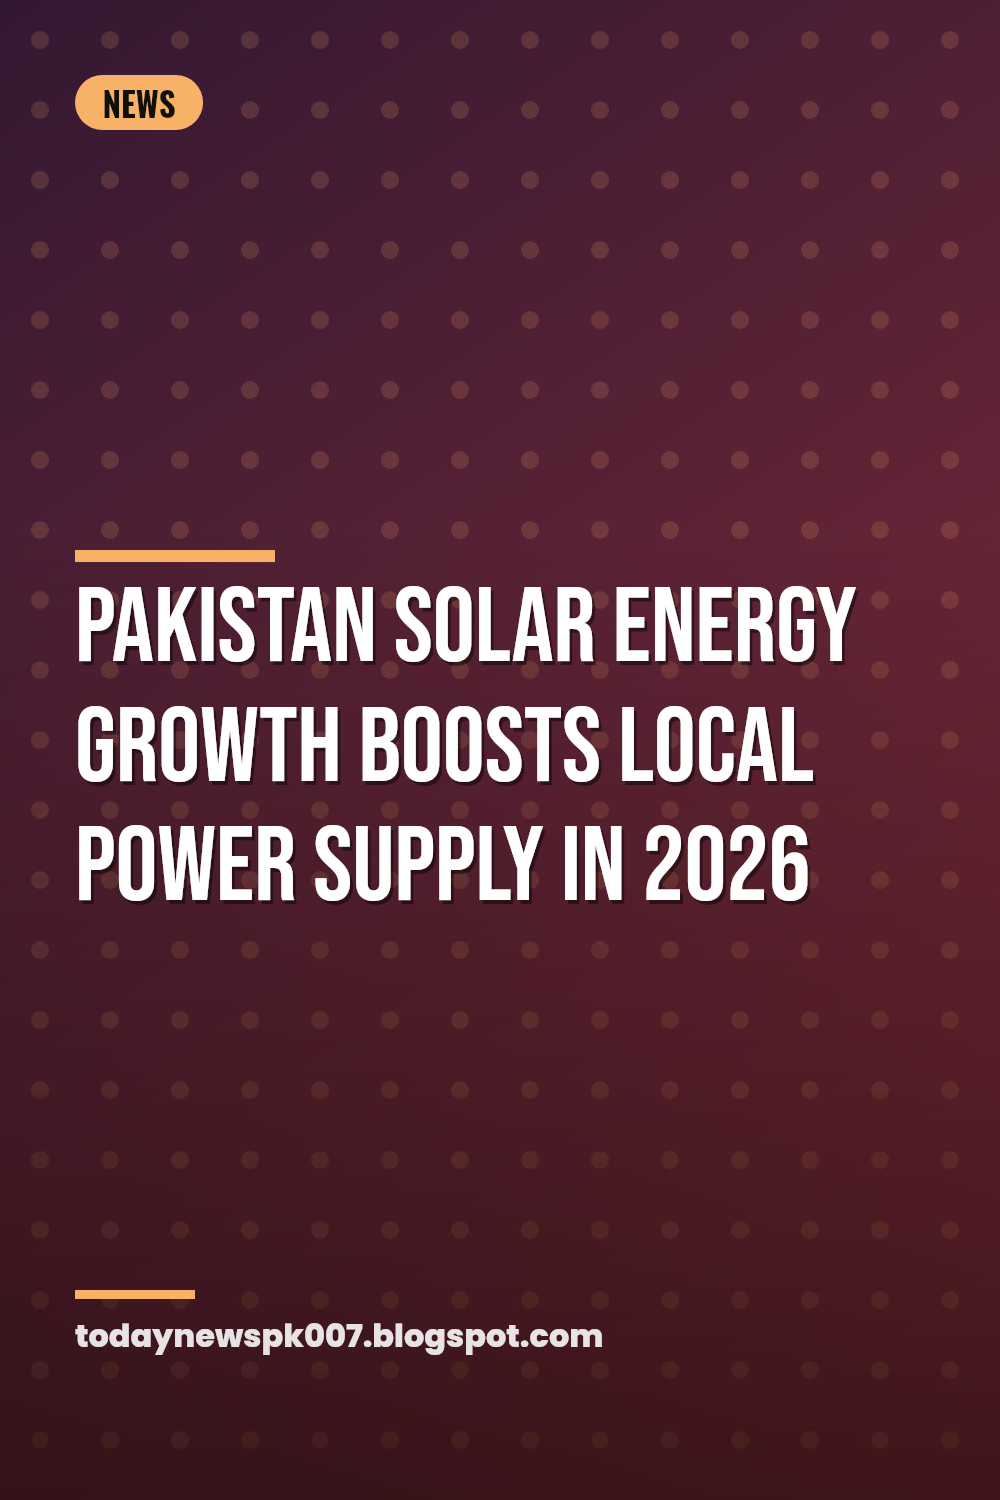 NEWS
PAKISTAN SOLAR ENERGY
GROWTH BOOSTS LOCAL
POWER SUPPLY IN 2026
todaynewspk007.blogspot.com